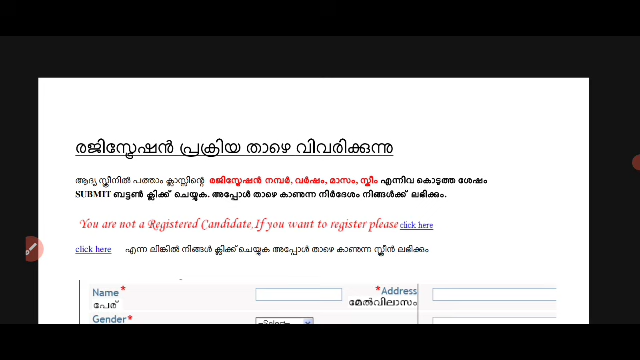 രജിസ്ട്രേഷൻ പ്രക്രിയ താഴെ വിവരിക്കുന്നു
ആദ്യ സ്ക്രീനിൽ പത്താം ക്ലാസ്സിന്റെ രജിസ്ട്രേഷൻ നമ്പർ, വർഷം, മാസം, സ്കീം എന്നിവ കൊടുത്ത ശേഷം
SUBMIT ബട്ടൺ ക്ലിക്ക് ചെയ്യുക. അപ്പോൾ താഴെ കാണുന്ന നിർദേശം നിങ്ങൾക്ക് ലഭിക്കും.
You are not a Registered Candidate, If you want to register please click here
click here എന്ന ലിങ്കിൽ നിങ്ങൾ ക്ലിക്ക് ചെയ്യുക അപ്പോൾ താഴെ കാണുന്ന സ്ക്രീൻ ലഭിക്കും
Name * *Address
പേര് മേൽവിലാസം
Gender *